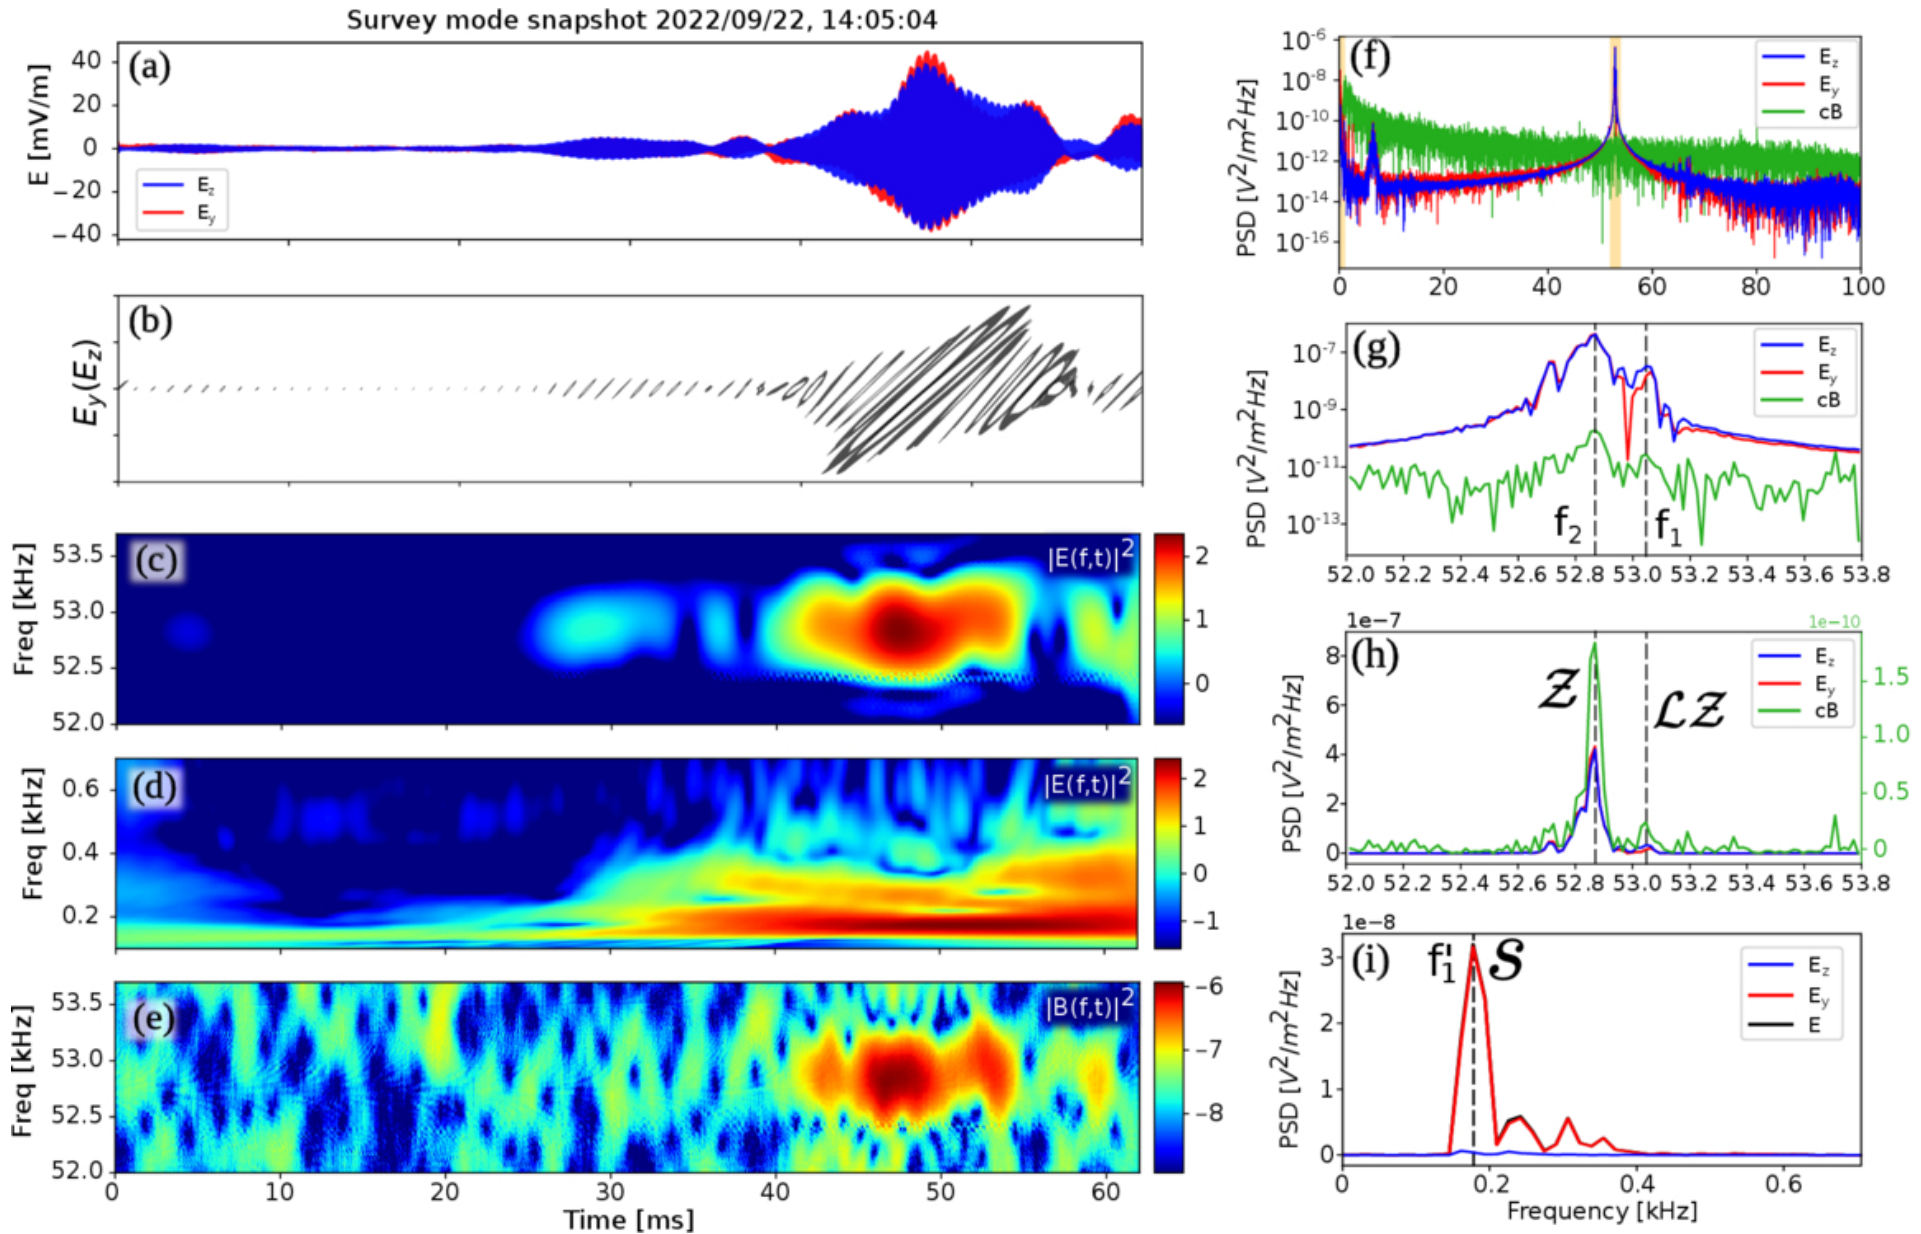 Survey mode snapshot 2022/09/22, 14:05:04
(a)
E [mV/m]
40
20
0
−20
−40
E_z
E_y
(b)
E_y(E_z)
(c)
|E(f,t)|^2
Freq [kHz]
53.5
53.0
52.5
52.0
2
1
0
(d)
|E(f,t)|^2
Freq [kHz]
0.6
0.4
0.2
2
1
0
−1
(e)
|B(f,t)|^2
Freq [kHz]
53.5
53.0
52.5
52.0
−6
−7
−8
0 10 20 30 40 50 60
Time [ms]
(f)
PSD [V^2/m^2Hz]
10^-6
10^-8
10^-10
10^-12
10^-14
10^-16
E_z
E_y
cB
0 20 40 60 80 100
(g)
PSD [V^2/m^2Hz]
10^-7
10^-9
10^-11
10^-13
E_z
E_y
cB
f_2 f_1
52.0 52.2 52.4 52.6 52.8 53.0 53.2 53.4 53.6 53.8
1e−7
1e−10
(h)
PSD [V^2/m^2Hz]
8
6
4
2
0
Z
LZ
E_z
E_y
cB
1.5
1.0
0.5
0
52.0 52.2 52.4 52.6 52.8 53.0 53.2 53.4 53.6 53.8
1e−8
(i)
PSD [V^2/m^2Hz]
3
2
1
0
f_1' S
E_z
E_y
E
0 0.2 0.4 0.6
Frequency [kHz]